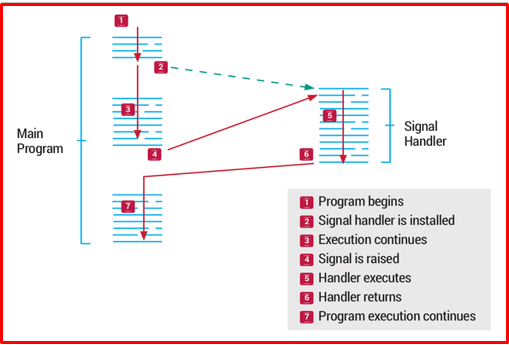 1
2
3
Main
Program
4
5
Signal
Handler
6
7
1 Program begins
2 Signal handler is installed
3 Execution continues
4 Signal is raised
5 Handler executes
6 Handler returns
7 Program execution continues